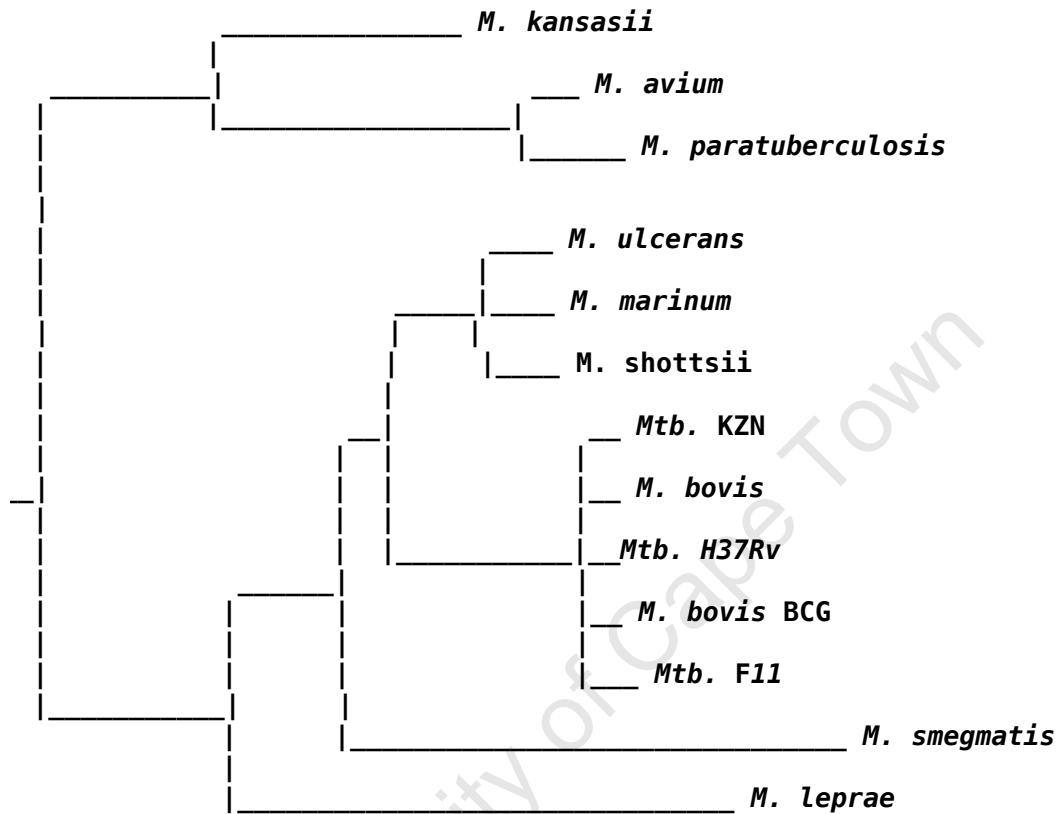 M. kansasii
M. avium
M. paratuberculosis
M. ulcerans
M. marinum
M. shottsii
Mtb. KZN
M. bovis
Mtb. H37Rv
M. bovis BCG
Mtb. F11
M. smegmatis
M. leprae
ity of Cape Town